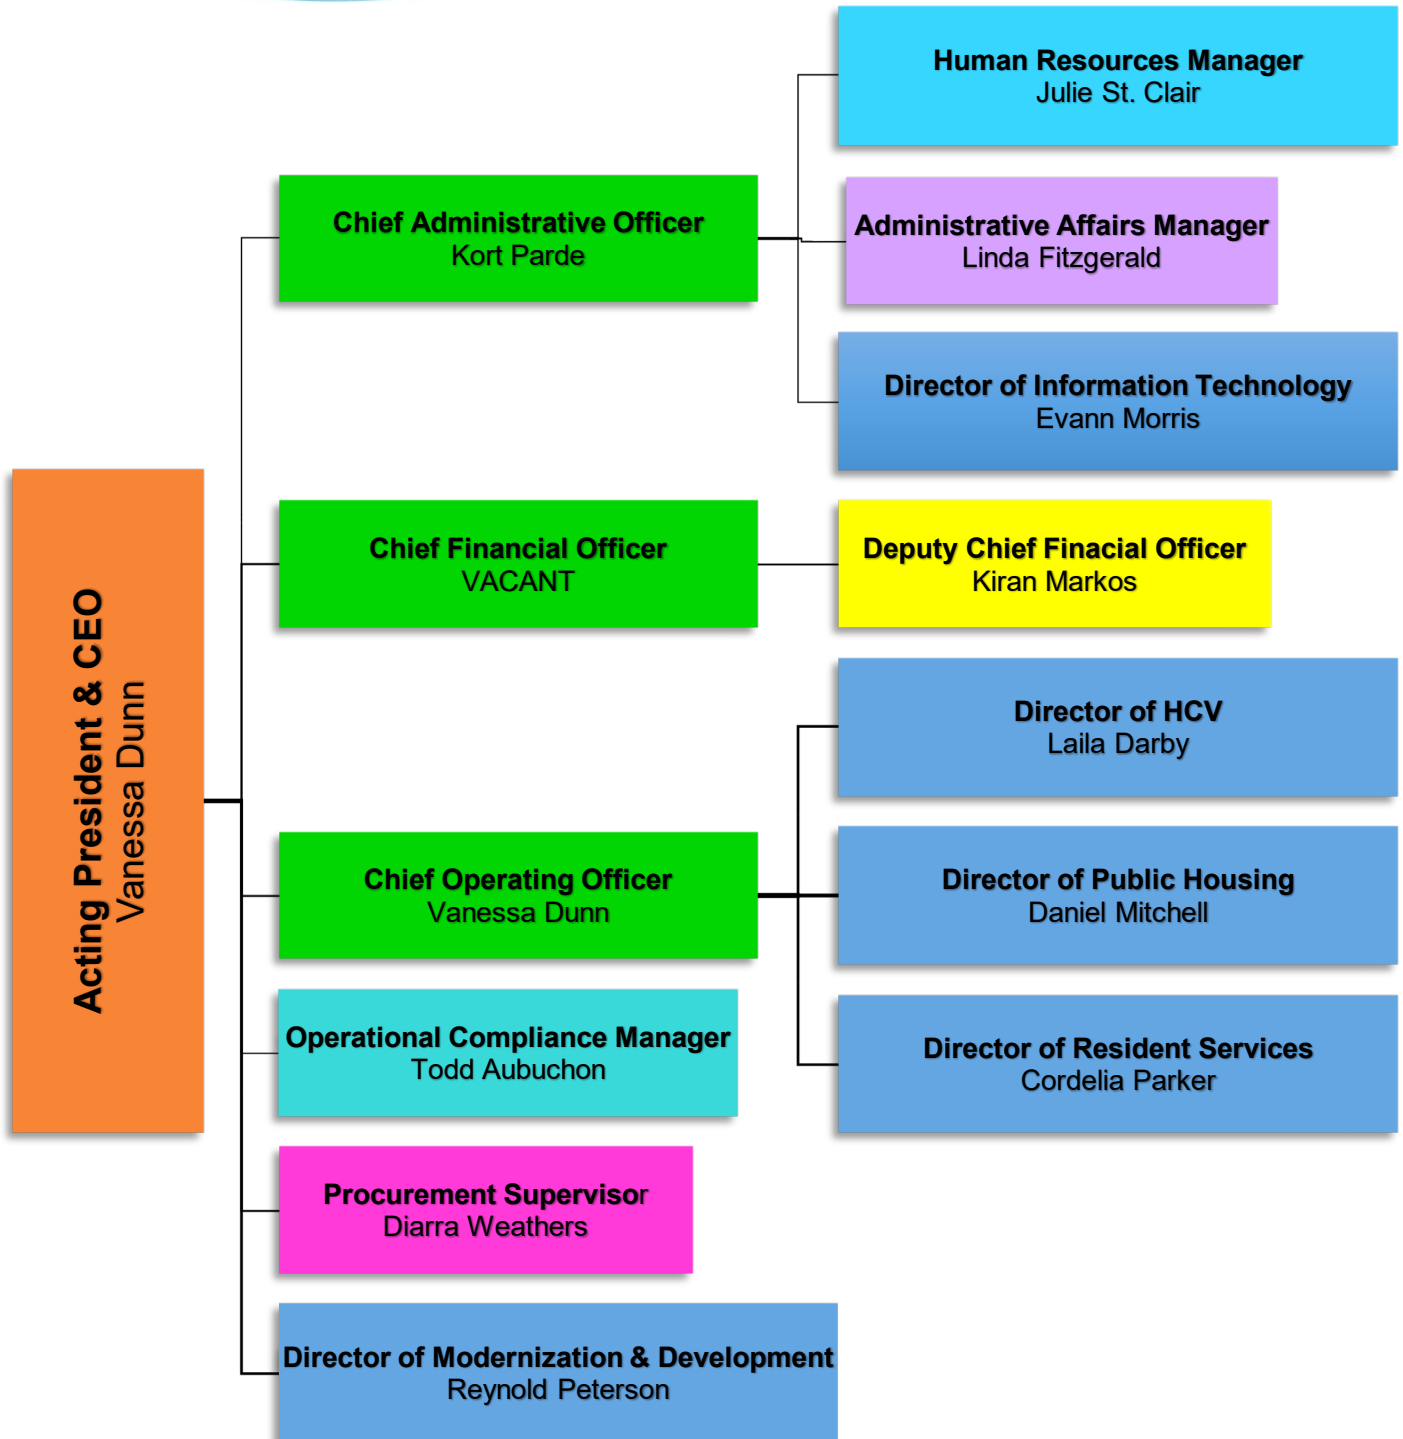 Human Resources Manager
Julie St. Clair
Chief Administrative Officer
Kort Parde
Administrative Affairs Manager
Linda Fitzgerald
Director of Information Technology
Evann Morris
Acting President & CEO
Vanessa Dunn
Chief Financial Officer
VACANT
Deputy Chief Finacial Officer
Kiran Markos
Director of HCV
Laila Darby
Chief Operating Officer
Vanessa Dunn
Director of Public Housing
Daniel Mitchell
Director of Resident Services
Cordelia Parker
Operational Compliance Manager
Todd Aubuchon
Procurement Supervisor
Diarra Weathers
Director of Modernization & Development
Reynold Peterson